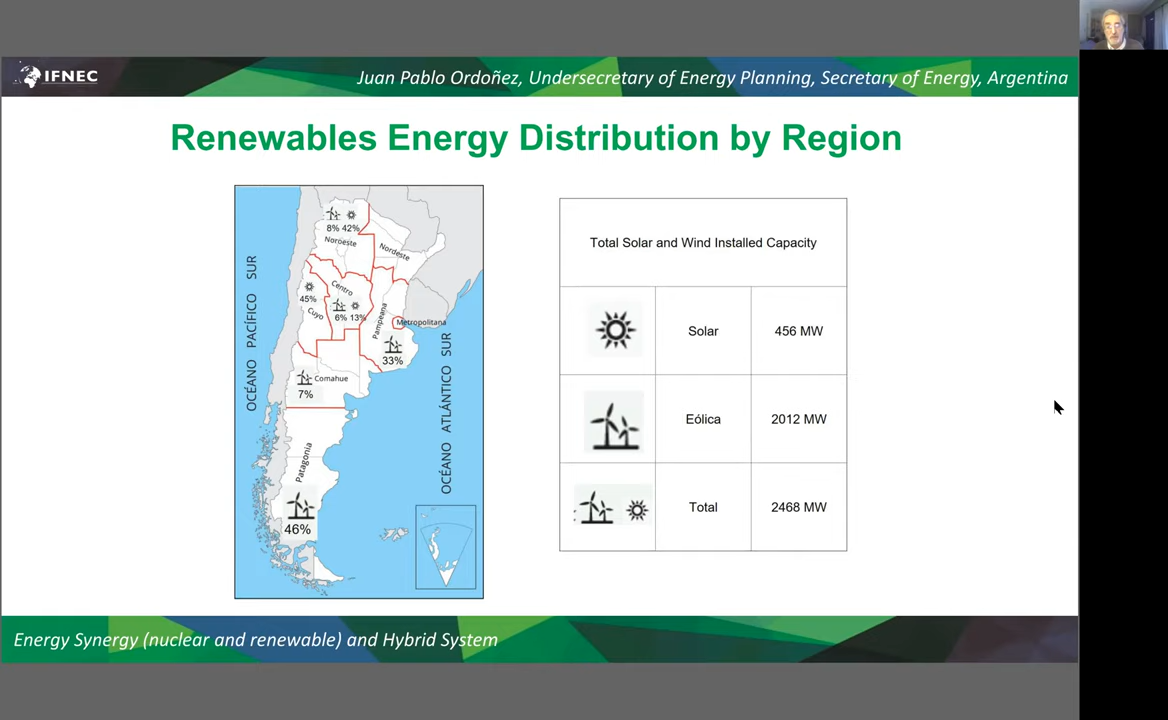 IFNEC
Juan Pablo Ordoñez, Undersecretary of Energy Planning, Secretary of Energy, Argentina
Renewables Energy Distribution by Region
OCÉANO PACÍFICO SUR
8% 42%
Noroeste
Nordeste
45%
Cuyo
Centro
6% 13%
Pampeana
Metropolitana
33%
Comahue
7%
Patagonia
46%
OCÉANO ATLÁNTICO SUR
Total Solar and Wind Installed Capacity
Solar 456 MW
Eólica 2012 MW
: Total 2468 MW
Energy Synergy (nuclear and renewable) and Hybrid System